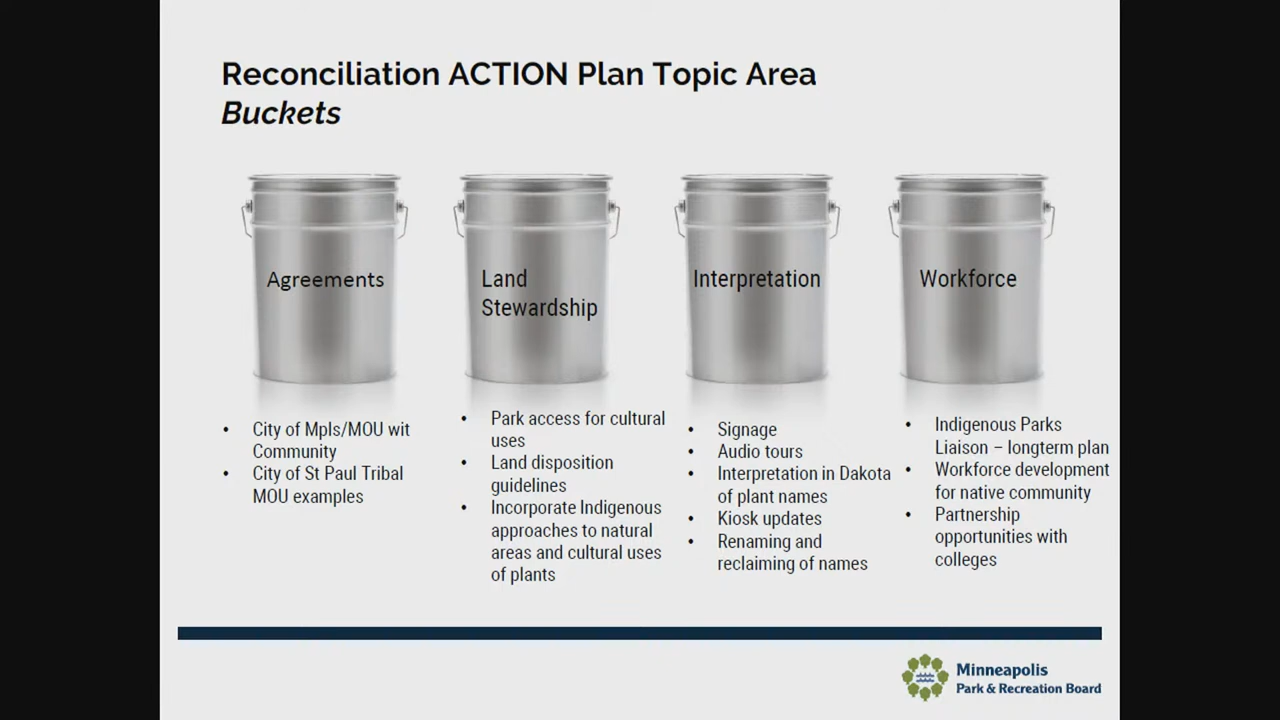 Reconciliation ACTION Plan Topic Area
Buckets
Agreements
Land
Stewardship
Interpretation
Workforce
• City of Mpls/MOU wit
Community
• City of St Paul Tribal
MOU examples
• Park access for cultural
uses
• Land disposition
guidelines
• Incorporate Indigenous
approaches to natural
areas and cultural uses
of plants
• Signage
• Audio tours
• Interpretation in Dakota
of plant names
• Kiosk updates
• Renaming and
reclaiming of names
• Indigenous Parks
Liaison – longterm plan
• Workforce development
for native community
• Partnership
opportunities with
colleges
Minneapolis
Park & Recreation Board